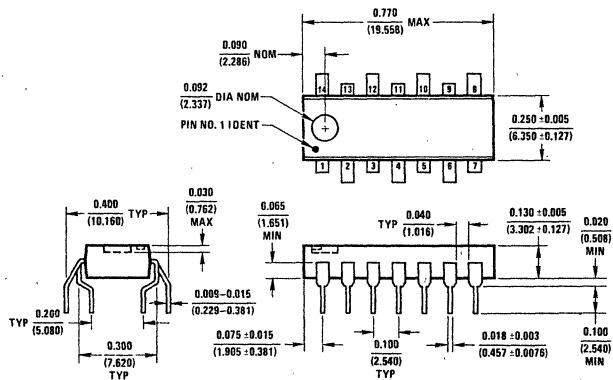 0.770
(19.558) MAX
0.090
(2.286) NOM
0.092
(2.337) DIA NOM
PIN NO. 1 IDENT
14 13 12 11 10 9 8
1 2 3 4 5 6 7
0.250 ±0.005
(6.350 ±0.127)
0.400
(10.160) TYP
0.030
(0.762)
MAX
0.065
(1.651)
MIN
TYP 0.040
(1.016)
0.130 ±0.005
(3.302 ±0.127)
0.020
(0.508)
MIN
0.009–0.015
(0.229–0.381)
TYP 0.200
(5.080)
0.300
(7.620)
TYP
0.075 ±0.015
(1.905 ±0.381)
0.100
(2.540)
TYP
0.018 ±0.003
(0.457 ±0.0076)
0.100
(2.540)
MIN